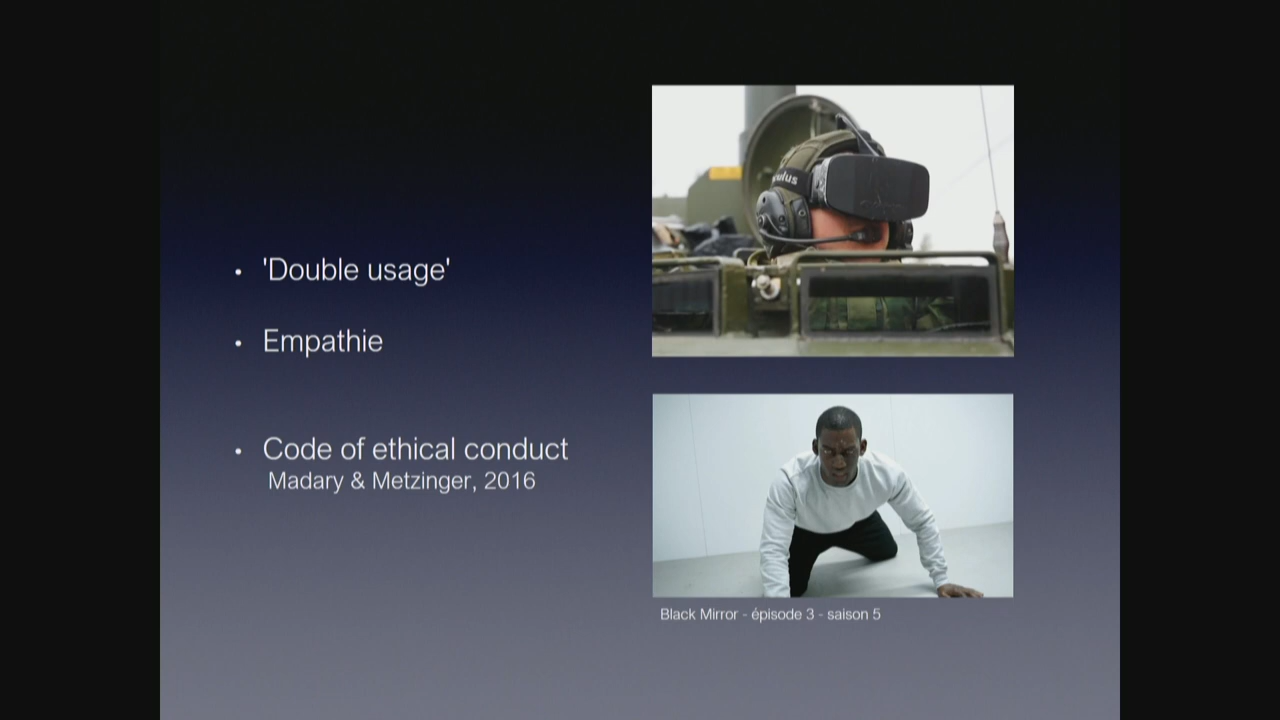 'Double usage'
Empathie
Code of ethical conduct
Madary & Metzinger, 2016
Black Mirror - épisode 3 - saison 5